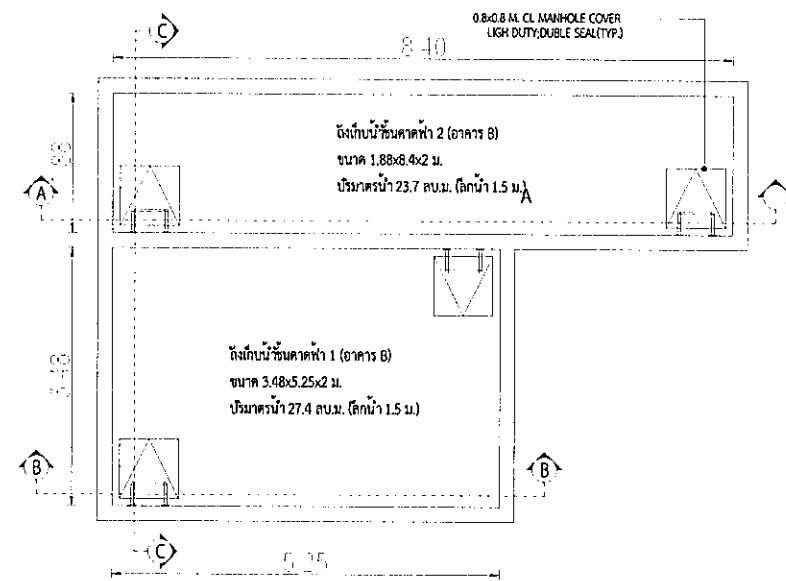 0.8x0.8 M. CL MANHOLE COVER
LIGH DUTY;DUBLE SEAL(TYP.)
C
8.40
ถังเก็บน้ำชั้นดาดฟ้า 2 (อาคาร B)
ขนาด 1.88x8.4x2 ม.
ปริมาตรน้ำ 23.7 ลบ.ม. (ลึกน้ำ 1.5 ม.)
A
A
ถังเก็บน้ำชั้นดาดฟ้า 1 (อาคาร B)
ขนาด 3.48x5.25x2 ม.
ปริมาตรน้ำ 27.4 ลบ.ม. (ลึกน้ำ 1.5 ม.)
3.48
B
B
C
5.25